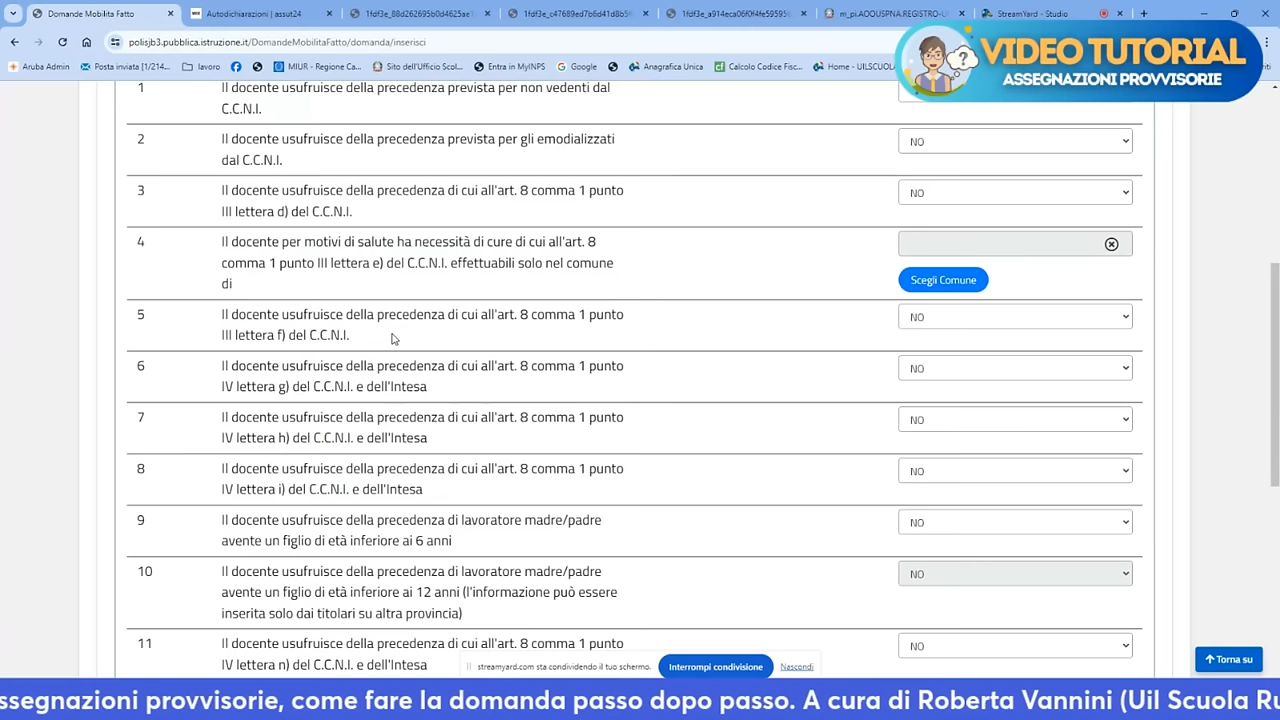 Domande Mobilita Fatto
Autodichiarazioni | assut24
1fdf3e_88d262695b0d4625ae
1fdf3e_c47689ed7b6d41d8b5
1fdf3e_a914eca06f0f4fe59595
m_pi.AOOUSPNA.REGISTRO-U
StreamYard - Studio
polisjb3.pubblica.istruzione.it/DomandeMobilitaFatto/domanda/inserisci
Aruba Admin
Posta inviata [1/214...
lavoro
MIUR - Regione Ca...
Sito dell'Ufficio Scol...
Entra in MyINPS
Google
Anagrafica Unica
Calcolo Codice Fisc...
Home - UILSCUOLA
VIDEO TUTORIAL
ASSEGNAZIONI PROVVISORIE
1 Il docente usufruisce della precedenza prevista per non vedenti dal
C.C.N.I.
2 Il docente usufruisce della precedenza prevista per gli emodializzati NO
dal C.C.N.I.
3 Il docente usufruisce della precedenza di cui all'art. 8 comma 1 punto NO
III lettera d) del C.C.N.I.
4 Il docente per motivi di salute ha necessità di cure di cui all'art. 8
comma 1 punto III lettera e) del C.C.N.I. effettuabili solo nel comune
di
Scegli Comune
5 Il docente usufruisce della precedenza di cui all'art. 8 comma 1 punto NO
III lettera f) del C.C.N.I.
6 Il docente usufruisce della precedenza di cui all'art. 8 comma 1 punto NO
IV lettera g) del C.C.N.I. e dell'Intesa
7 Il docente usufruisce della precedenza di cui all'art. 8 comma 1 punto NO
IV lettera h) del C.C.N.I. e dell'Intesa
8 Il docente usufruisce della precedenza di cui all'art. 8 comma 1 punto NO
IV lettera i) del C.C.N.I. e dell'Intesa
9 Il docente usufruisce della precedenza di lavoratore madre/padre NO
avente un figlio di età inferiore ai 6 anni
10 Il docente usufruisce della precedenza di lavoratore madre/padre NO
avente un figlio di età inferiore ai 12 anni (l'informazione può essere
inserita solo dai titolari su altra provincia)
11 Il docente usufruisce della precedenza di cui all'art. 8 comma 1 punto NO
IV lettera n) del C.C.N.I. e dell'Intesa
streamyard.com sta condividendo il tuo schermo.
Interrompi condivisione
Nascondi
Torna su
ssegnazioni provvisorie, come fare la domanda passo dopo passo. A cura di Roberta Vannini (Uil Scuola Ru